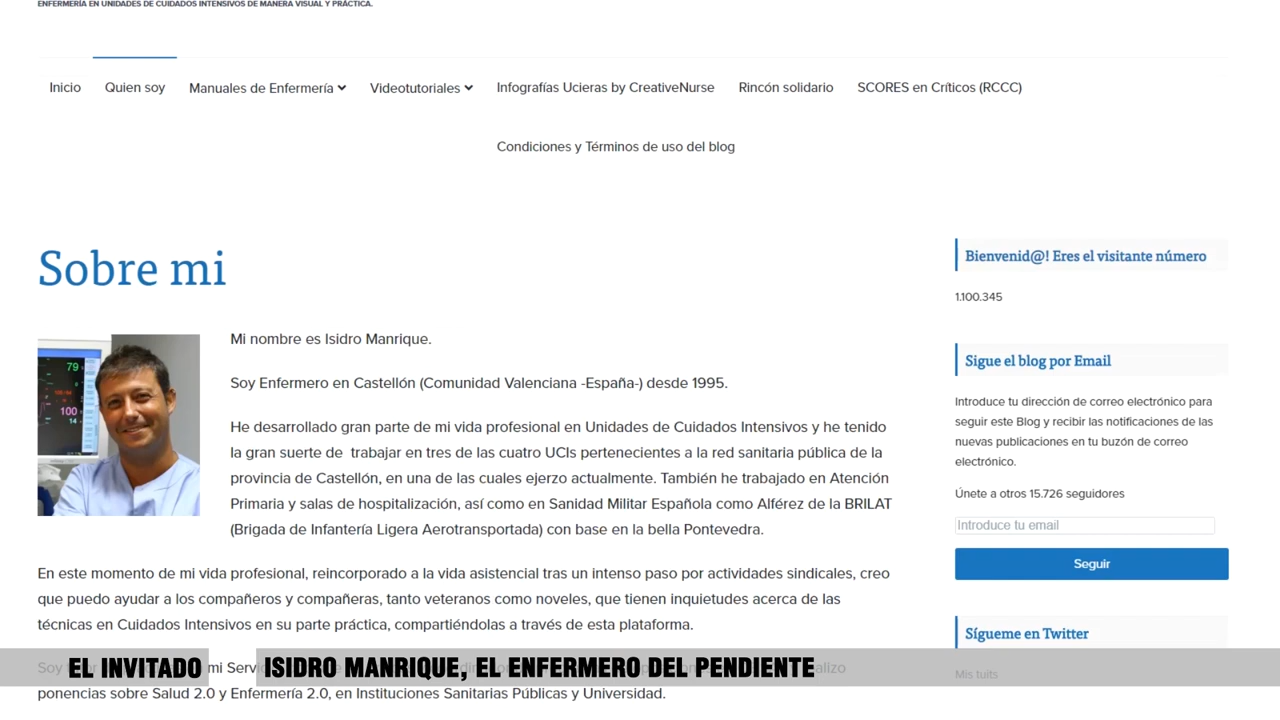 ENFERMERÍA EN UNIDADES DE CUIDADOS INTENSIVOS DE MANERA VISUAL Y PRÁCTICA.
Inicio
Quien soy
Manuales de Enfermería
Videotutoriales
Infografías Ucieras by CreativeNurse
Rincón solidario
SCORES en Críticos (RCCC)
Condiciones y Términos de uso del blog
Sobre mi
79
100
14
Mi nombre es Isidro Manrique.
Soy Enfermero en Castellón (Comunidad Valenciana -España-) desde 1995.
He desarrollado gran parte de mi vida profesional en Unidades de Cuidados Intensivos y he tenido
la gran suerte de trabajar en tres de las cuatro UCIs pertenecientes a la red sanitaria pública de la
provincia de Castellón, en una de las cuales ejerzo actualmente. También he trabajado en Atención
Primaria y salas de hospitalización, así como en Sanidad Militar Española como Alférez de la BRILAT
(Brigada de Infantería Ligera Aerotransportada) con base en la bella Pontevedra.
En este momento de mi vida profesional, reincorporado a la vida asistencial tras un intenso paso por actividades sindicales, creo
que puedo ayudar a los compañeros y compañeras, tanto veteranos como noveles, que tienen inquietudes acerca de las
técnicas en Cuidados Intensivos en su parte práctica, compartiéndolas a través de esta plataforma.
Soy mi
ponencias sobre Salud 2.0 y Enfermería 2.0, en Instituciones Sanitarias Públicas y Universidad.
Bienvenid@! Eres el visitante número
1.100.345
Sigue el blog por Email
Introduce tu dirección de correo electrónico para
seguir este Blog y recibir las notificaciones de las
nuevas publicaciones en tu buzón de correo
electrónico.
Únete a otros 15.726 seguidores
Introduce tu email
Seguir
Sígueme en Twitter
Mis tuits
EL INVITADO
ISIDRO MANRIQUE, EL ENFERMERO DEL PENDIENTE